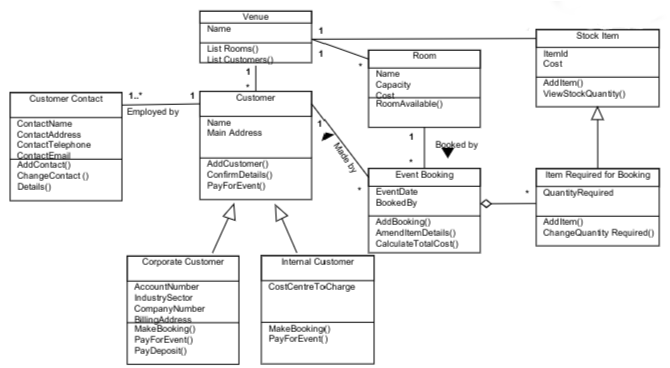 Venue
Name
List Rooms()
List Customers()
1
1
1
*
*
Stock Item
ItemId
Cost
AddItem()
ViewStockQuantity()
Room
Name
Capacity
Cost
RoomAvailable()
Customer Contact
ContactName
ContactAddress
ContactTelephone
ContactEmail
AddContact()
ChangeContact ()
Details()
1..*
1
Employed by
Customer
Name
Main Address
AddCustomer()
ConfirmDetails()
PayForEvent()
1
Made by
*
1
Booked by
*
Event Booking
EventDate
BookedBy
AddBooking()
AmendItemDetails()
CalculateTotalCost()
*
Item Required for Booking
QuantityRequired
AddItem()
ChangeQuantity Required()
Corporate Customer
AccountNumber
IndustrySector
CompanyNumber
BillingAddress
MakeBooking()
PayForEvent()
PayDeposit()
Internal Customer
CostCentreToCharge
MakeBooking()
PayForEvent()